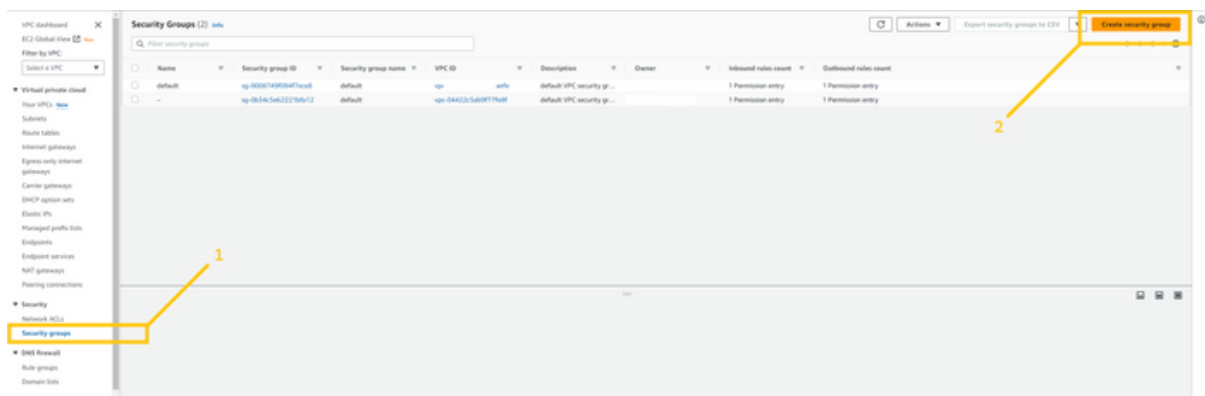 VPC dashboard
EC2 Global View New
Filter by VPC:
Select a VPC
Virtual private cloud
Your VPCs New
Subnets
Route tables
Internet gateways
Egress-only internet
gateways
Carrier gateways
DHCP option sets
Elastic IPs
Managed prefix lists
Endpoints
Endpoint services
NAT gateways
Peering connections
Security
Network ACLs
Security groups
DNS firewall
Rule groups
Domain lists
Security Groups (2) Info
Actions
Export security groups to CSV
Create security group
Filter security groups
Name Security group ID Security group name VPC ID Description Owner Inbound rules count Outbound rules count
default default default VPC security gr... 1 Permission entry 1 Permission entry
– default default VPC security gr... 1 Permission entry 1 Permission entry
1
2